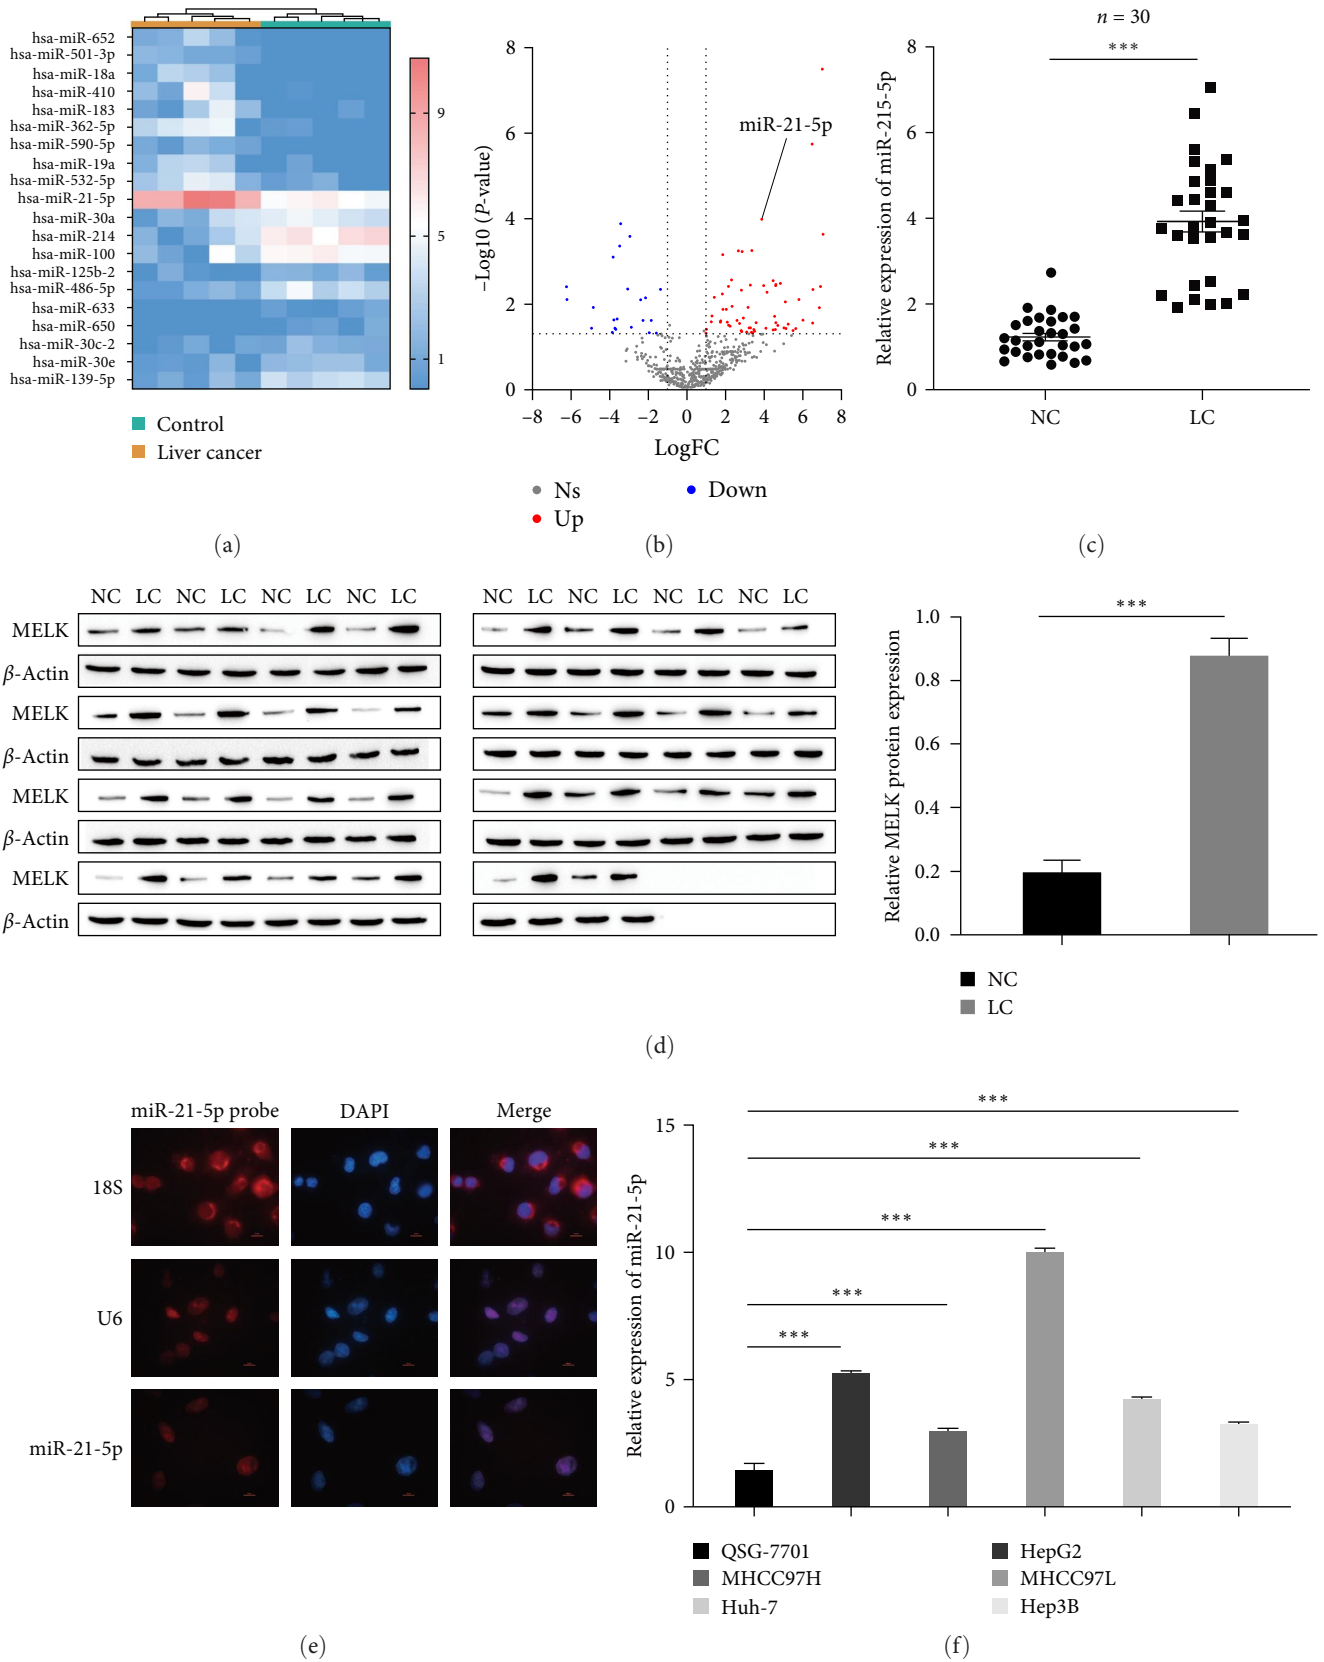 hsa-miR-652
hsa-miR-501-3p
hsa-miR-18a
hsa-miR-410
hsa-miR-183
hsa-miR-362-5p
hsa-miR-590-5p
hsa-miR-19a
hsa-miR-532-5p
hsa-miR-21-5p
hsa-miR-30a
hsa-miR-214
hsa-miR-100
hsa-miR-125b-2
hsa-miR-486-5p
hsa-miR-633
hsa-miR-650
hsa-miR-30c-2
hsa-miR-30e
hsa-miR-139-5p
9
5
1
Control
Liver cancer
(a)
−Log10 (P-value)
8
6
4
2
0
miR-21-5p
−8 −6 −4 −2 0 2 4 6 8
LogFC
Ns
Down
Up
(b)
n = 30
***
Relative expression of miR-215-5p
8
6
4
2
0
NC LC
(c)
NC LC NC LC NC LC NC LC
NC LC NC LC NC LC NC LC
MELK
β-Actin
MELK
β-Actin
MELK
β-Actin
MELK
β-Actin
Relative MELK protein expression
1.0
0.8
0.6
0.4
0.2
0.0
***
NC
LC
(d)
miR-21-5p probe DAPI Merge
18S
U6
miR-21-5p
(e)
Relative expression of miR-21-5p
15
10
5
0
***
***
***
***
***
QSG-7701
HepG2
MHCC97H
MHCC97L
Huh-7
Hep3B
(f)